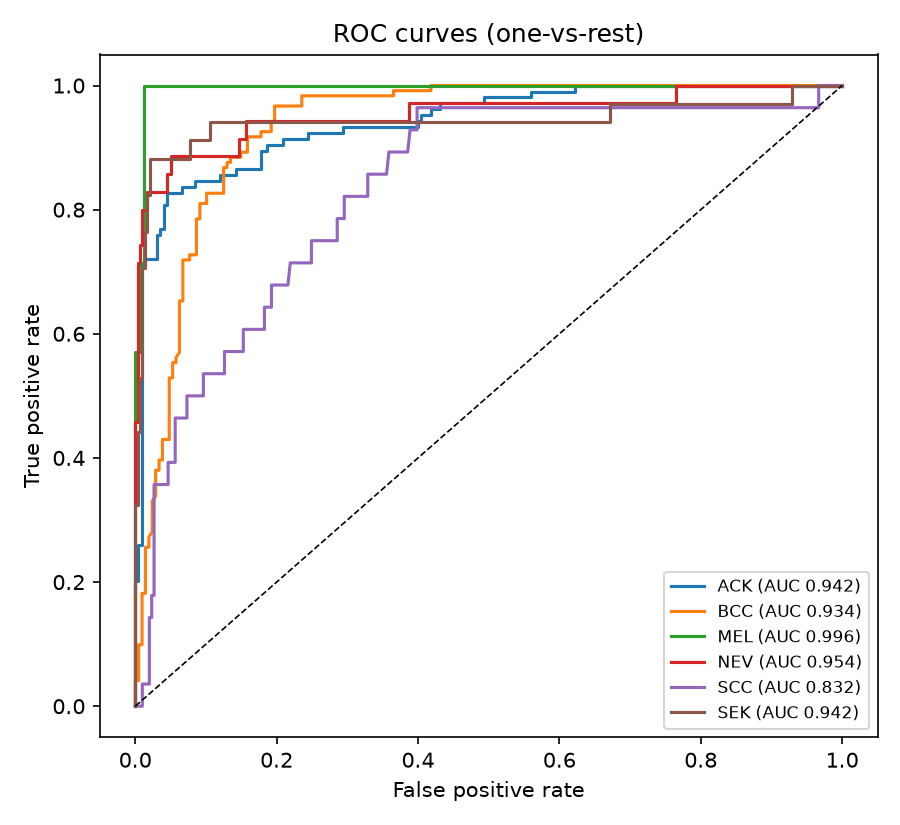 ROC curves (one-vs-rest)
1.0
0.8
0.6
0.4
0.2
0.0
True positive rate
ACK (AUC 0.942)
BCC (AUC 0.934)
MEL (AUC 0.996)
NEV (AUC 0.954)
SCC (AUC 0.832)
SEK (AUC 0.942)
0.0 0.2 0.4 0.6 0.8 1.0
False positive rate